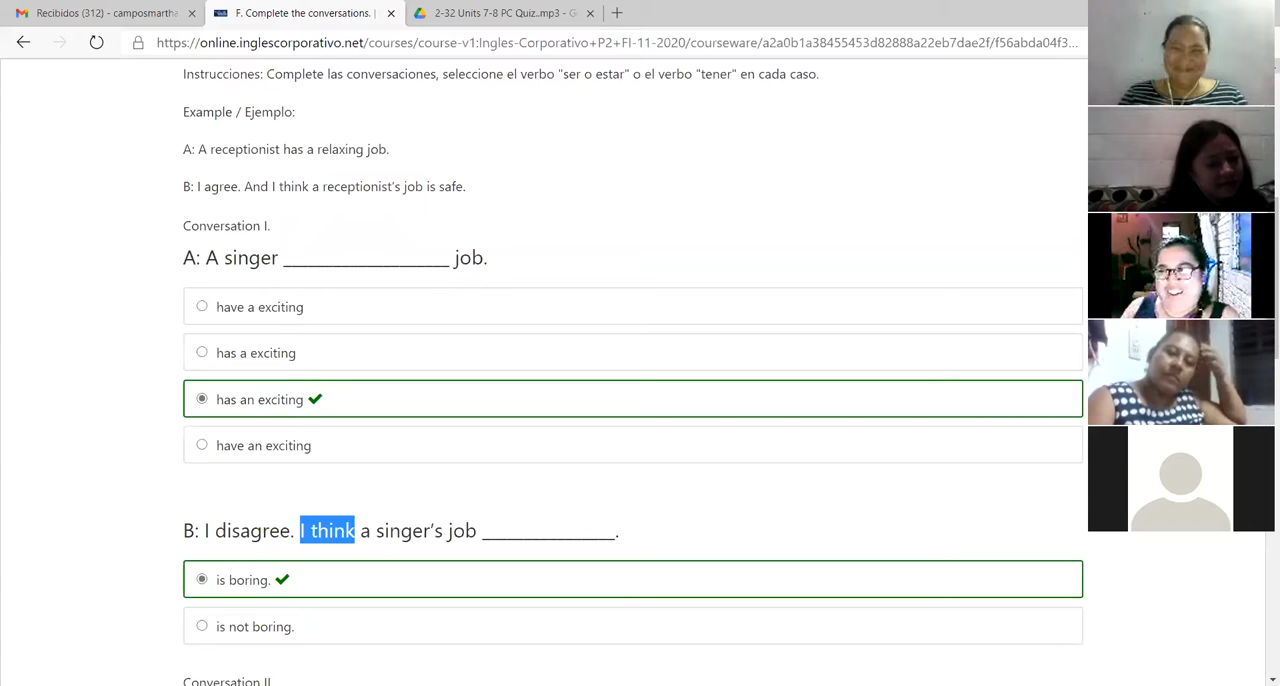 Recibidos (312) - camposmartha
F. Complete the conversations. |
2-32 Units 7-8 PC Quiz..mp3 - G
https://online.inglescorporativo.net/courses/course-v1:Ingles-Corporativo+P2+FI-11-2020/courseware/a2a0b1a38455453d82888a22eb7dae2f/f56abda04f3...
Instrucciones: Complete las conversaciones, seleccione el verbo "ser o estar" o el verbo "tener" en cada caso.
Example / Ejemplo:
A: A receptionist has a relaxing job.
B: I agree. And I think a receptionist's job is safe.
Conversation I.
A: A singer ___________________ job.
have a exciting
has a exciting
has an exciting
have an exciting
B: I disagree. I think a singer’s job _______________.
is boring.
is not boring.
Conversation II.